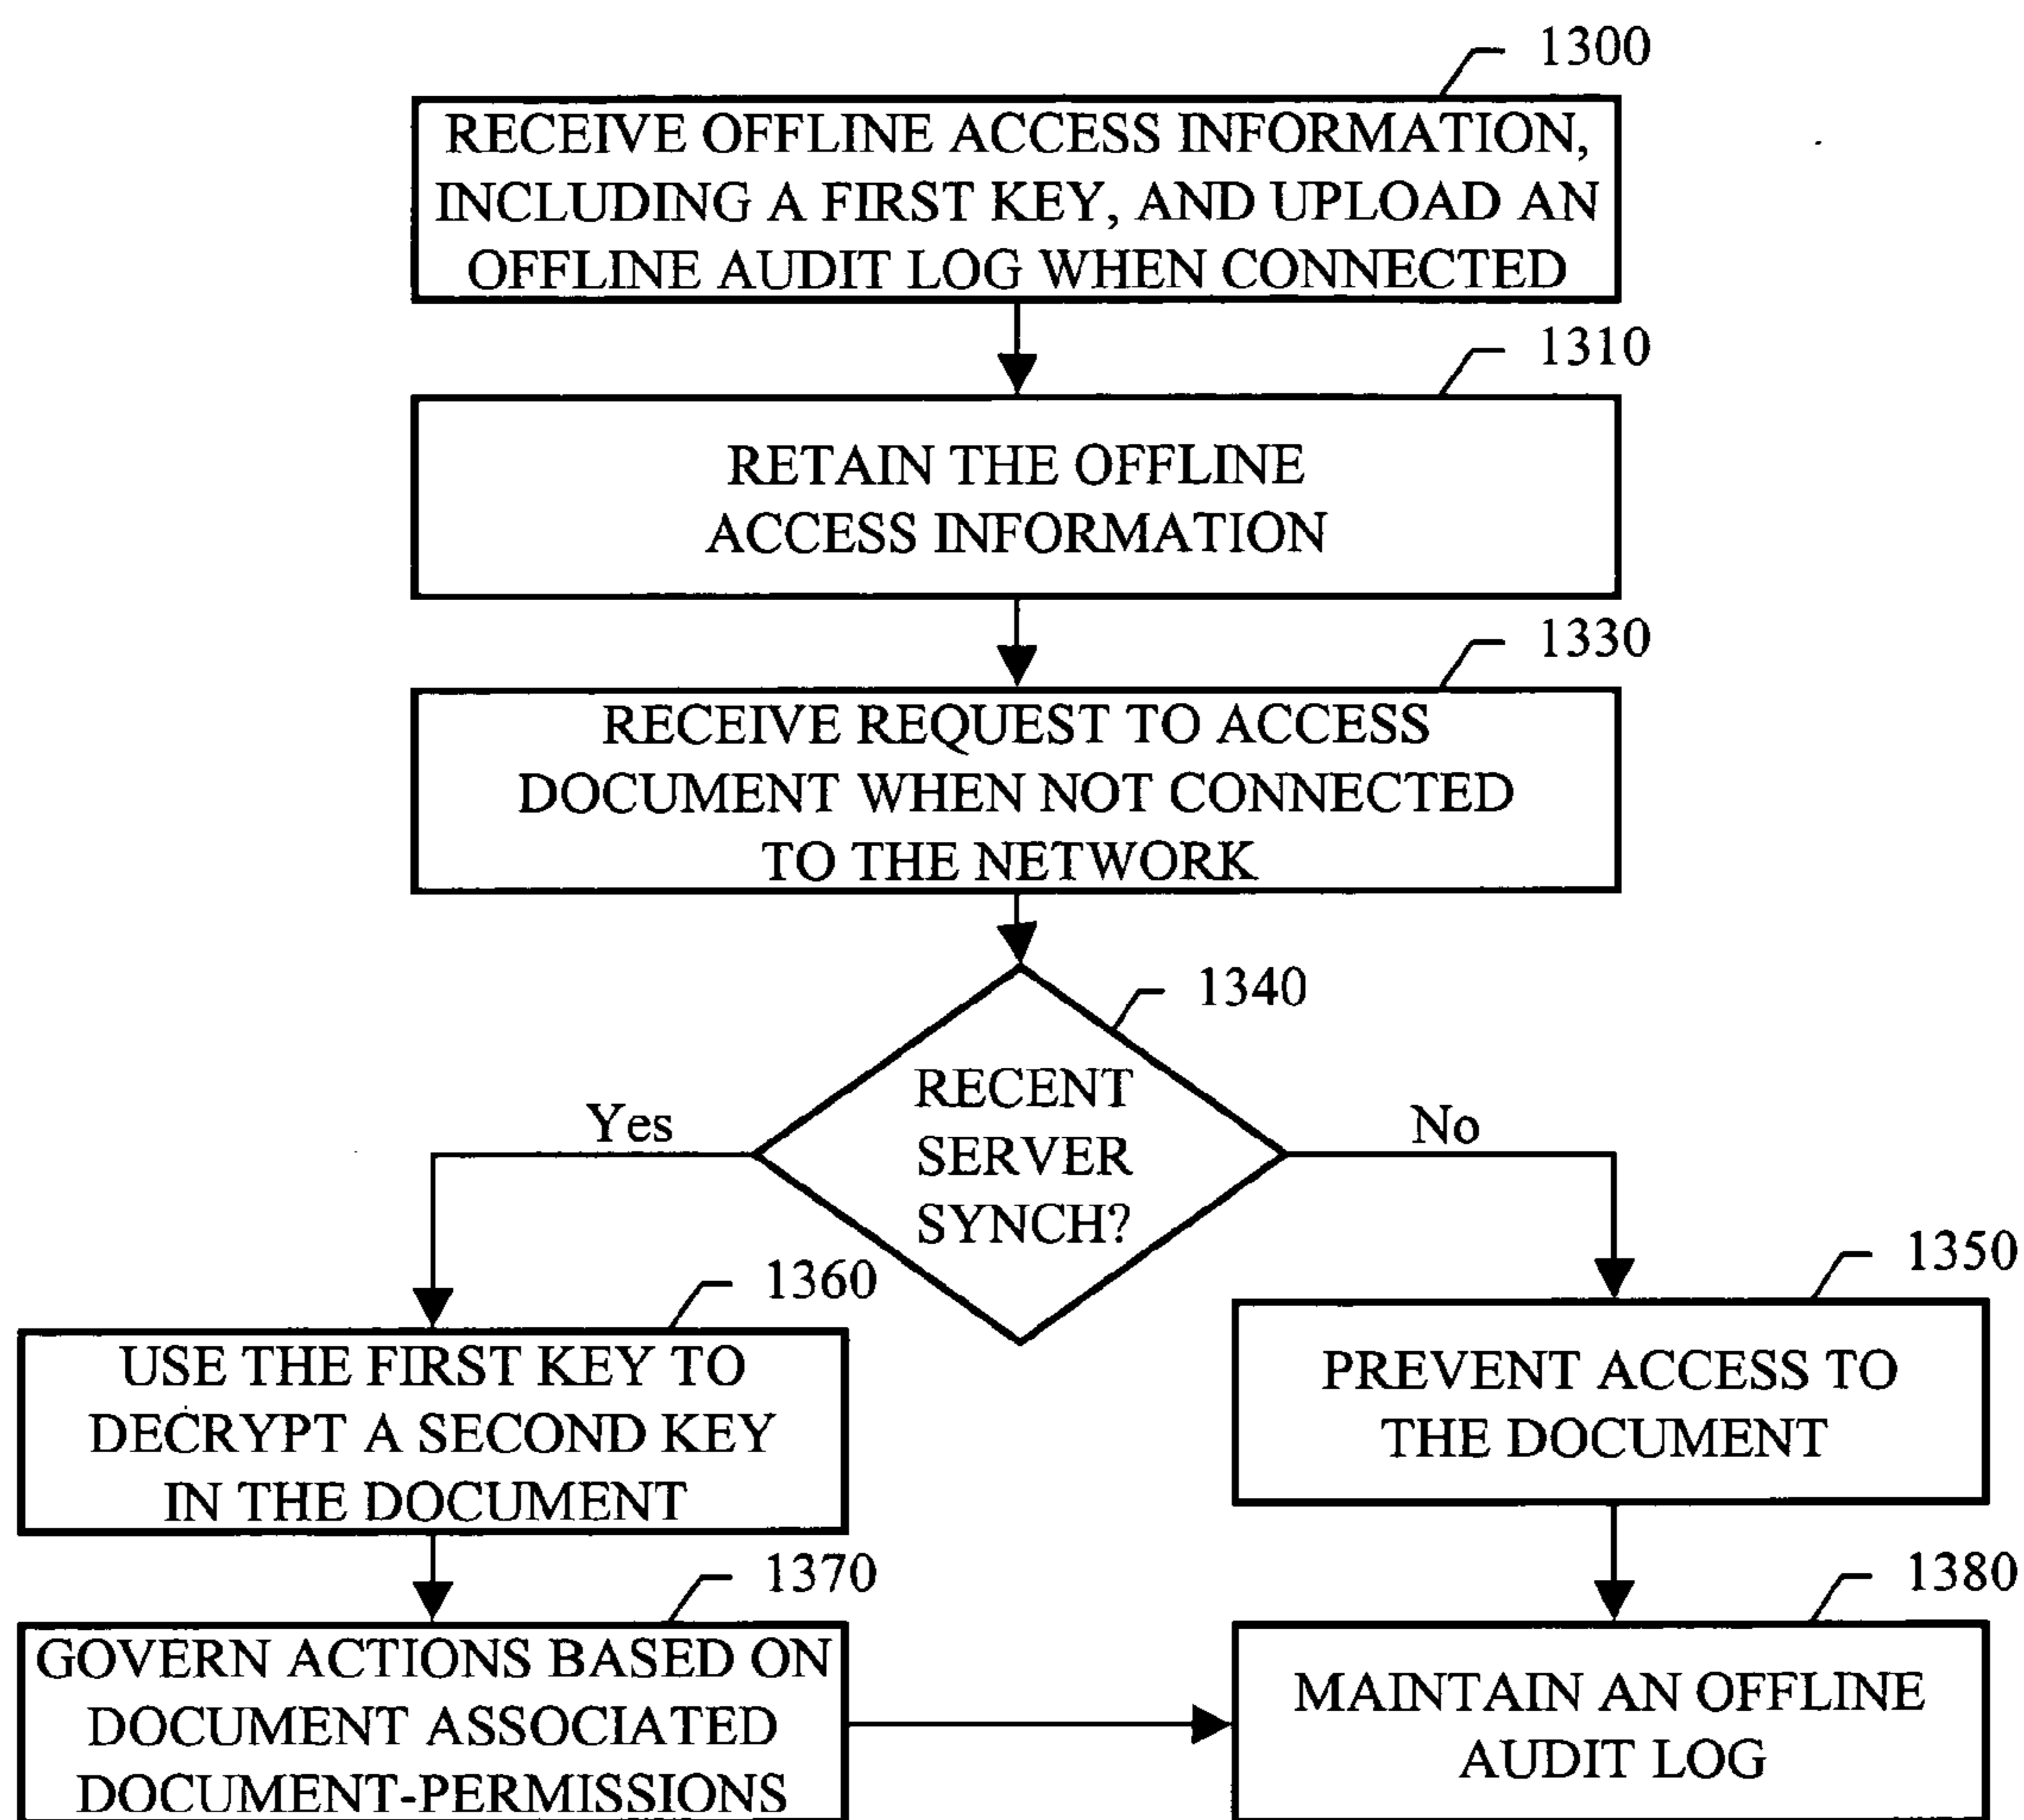 1300
RECEIVE OFFLINE ACCESS INFORMATION,
INCLUDING A FIRST KEY, AND UPLOAD AN
OFFLINE AUDIT LOG WHEN CONNECTED
1310
RETAIN THE OFFLINE
ACCESS INFORMATION
1330
RECEIVE REQUEST TO ACCESS
DOCUMENT WHEN NOT CONNECTED
TO THE NETWORK
1340
RECENT
SERVER
SYNCH?
Yes
No
1360
USE THE FIRST KEY TO
DECRYPT A SECOND KEY
IN THE DOCUMENT
1350
PREVENT ACCESS TO
THE DOCUMENT
1370
GOVERN ACTIONS BASED ON
DOCUMENT ASSOCIATED
DOCUMENT-PERMISSIONS
1380
MAINTAIN AN OFFLINE
AUDIT LOG